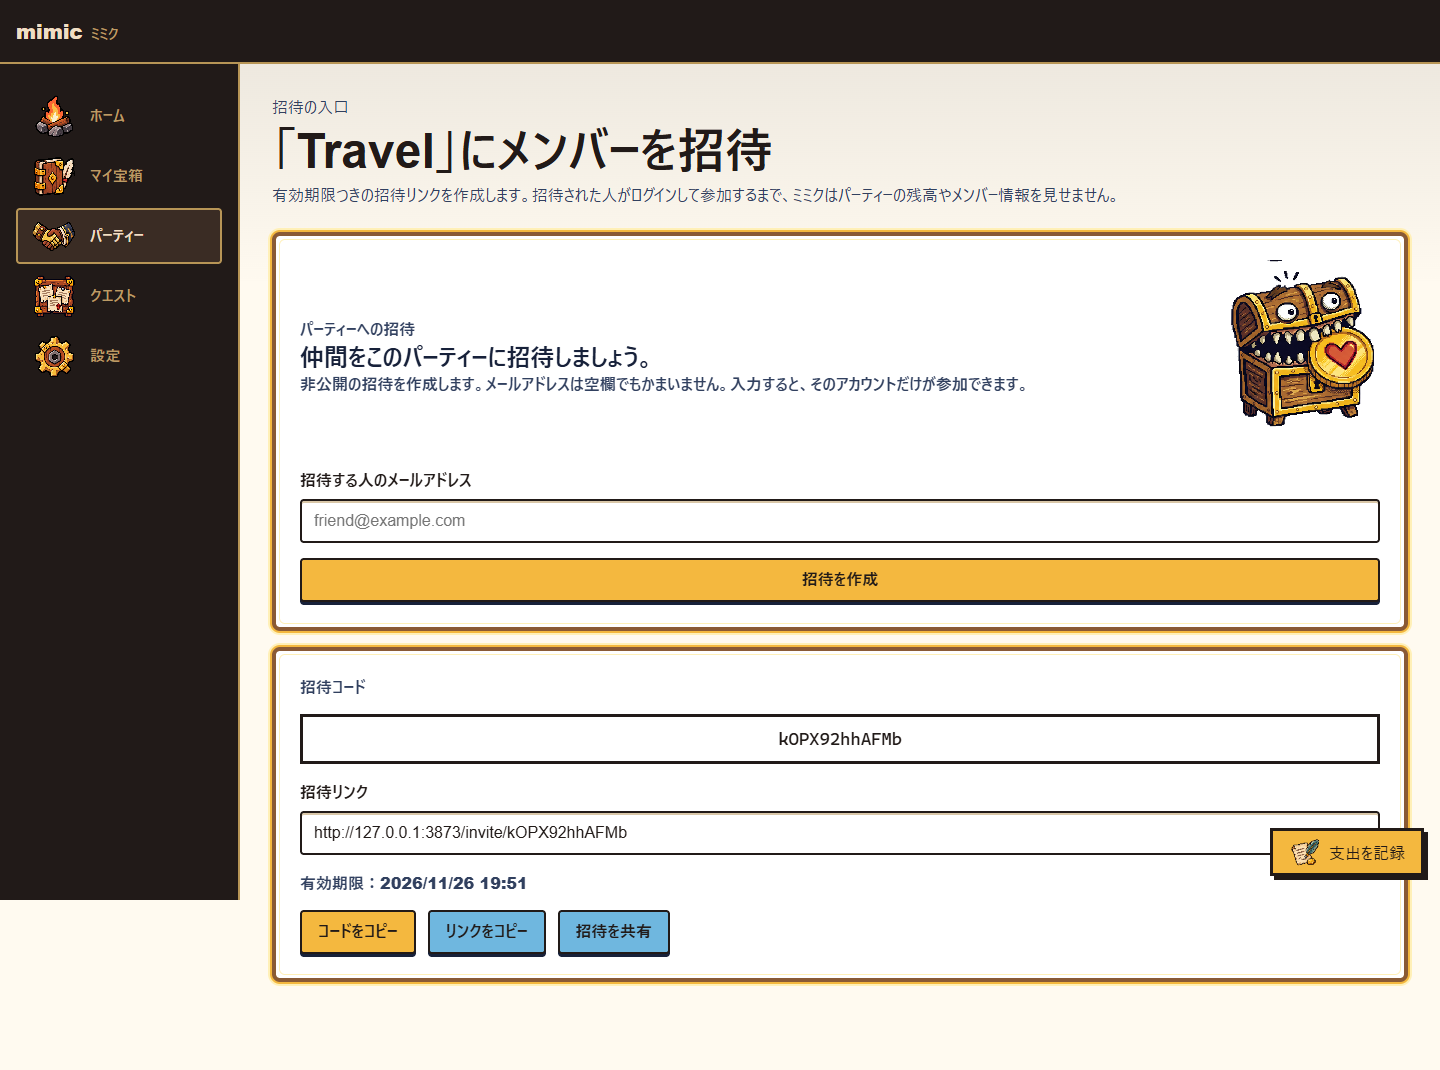 mimic ミミク
ホーム
マイ宝箱
パーティー
クエスト
設定
招待の入口
「Travel」にメンバーを招待
有効期限つきの招待リンクを作成します。招待された人がログインして参加するまで、ミミクはパーティーの残高やメンバー情報を見せません。
パーティーへの招待
仲間をこのパーティーに招待しましょう。
非公開の招待を作成します。メールアドレスは空欄でもかまいません。入力すると、そのアカウントだけが参加できます。
招待する人のメールアドレス
friend@example.com
招待を作成
招待コード
kOPX92hhAFMb
招待リンク
http://127.0.0.1:3873/invite/kOPX92hhAFMb
支出を記録
有効期限：2026/11/26 19:51
コードをコピー
リンクをコピー
招待を共有